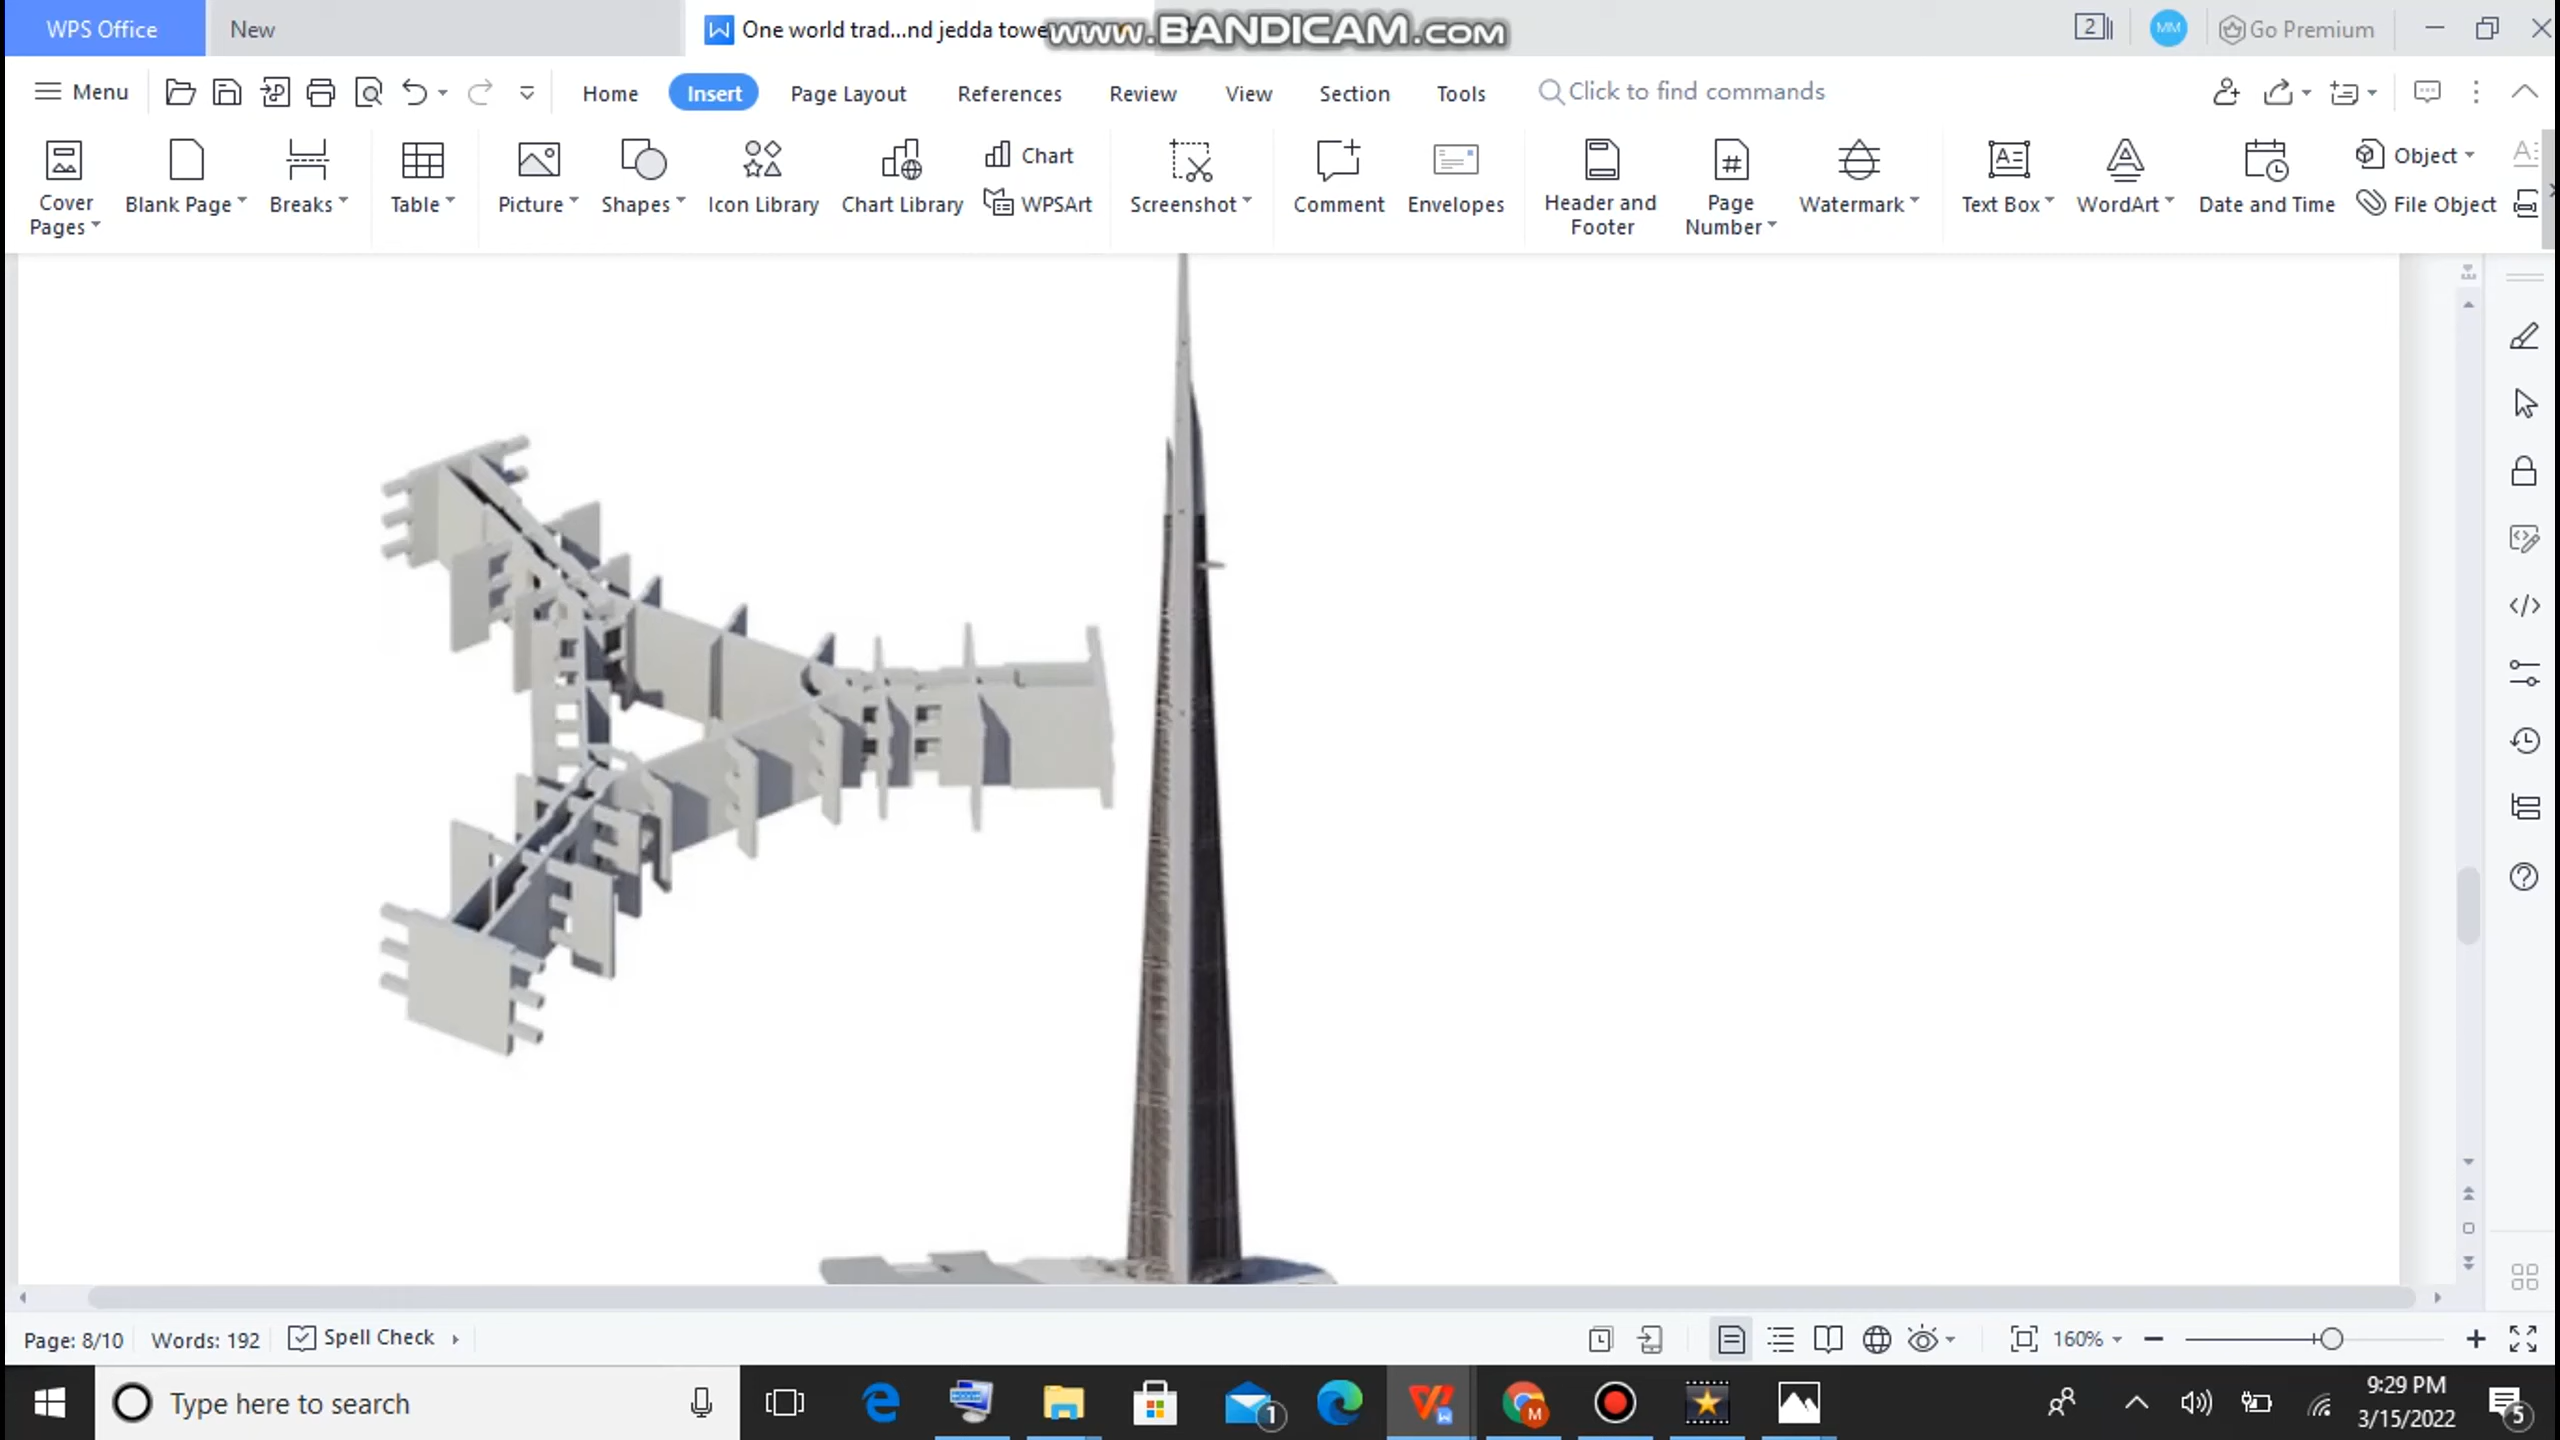 WPS Office
New
One world trad...nd jedda towe
www.BANDICAM.com
2
MM
Go Premium
Menu
Home
Insert
Page Layout
References
Review
View
Section
Tools
Click to find commands
Cover Pages
Blank Page
Breaks
Table
Picture
Shapes
Icon Library
Chart Library
Chart
WPSArt
Screenshot
Comment
Envelopes
Header and Footer
Page Number
Watermark
Text Box
WordArt
Date and Time
Object
File Object
Page: 8/10
Words: 192
Spell Check
160%
Type here to search
1
M
9:29 PM
3/15/2022
5